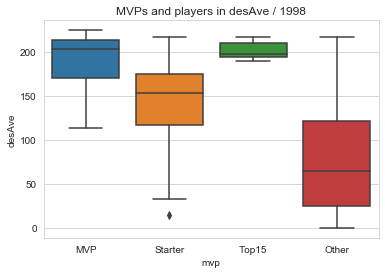 MVPs and players in desAve / 1998
200
150
100
50
0
desAve
MVP Starter Top15 Other
mvp